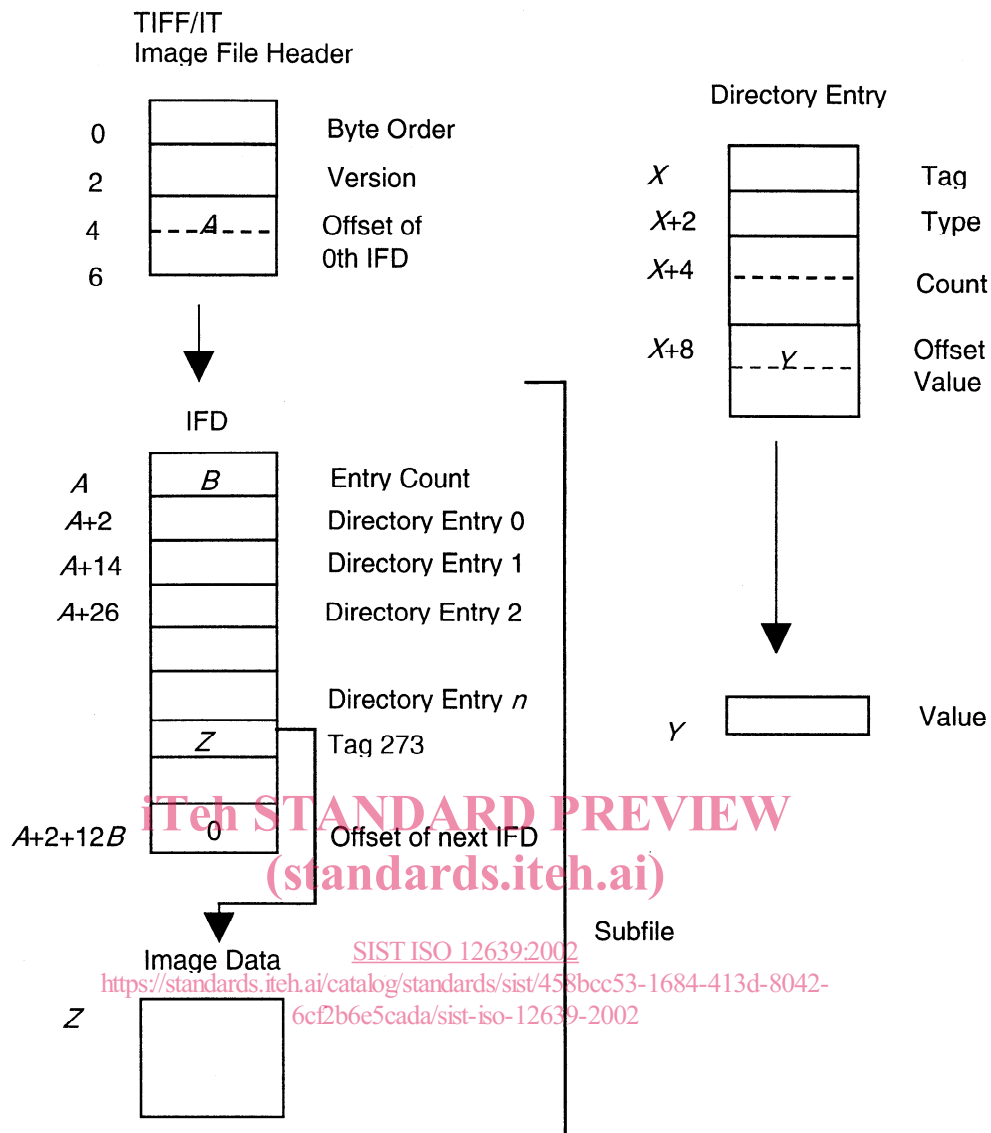 TIFF/IT
Image File Header
0
Byte Order
2
Version
4
A
Offset of
0th IFD
6
Directory Entry
X
Tag
X+2
Type
X+4
Count
X+8
Y
Offset
Value
IFD
A
B
Entry Count
A+2
Directory Entry 0
A+14
Directory Entry 1
A+26
Directory Entry 2
Directory Entry n
Z
Tag 273
Y
Value
iTeh STANDARD PREVIEW
A+2+12B
0
Offset of next IFD
(standards.iteh.ai)
Subfile
SIST ISO 12639:2002
Image Data
https://standards.iteh.ai/catalog/standards/sist/458bcc53-1684-413d-8042-
6cf2b6e5cada/sist-iso-12639-2002
Z